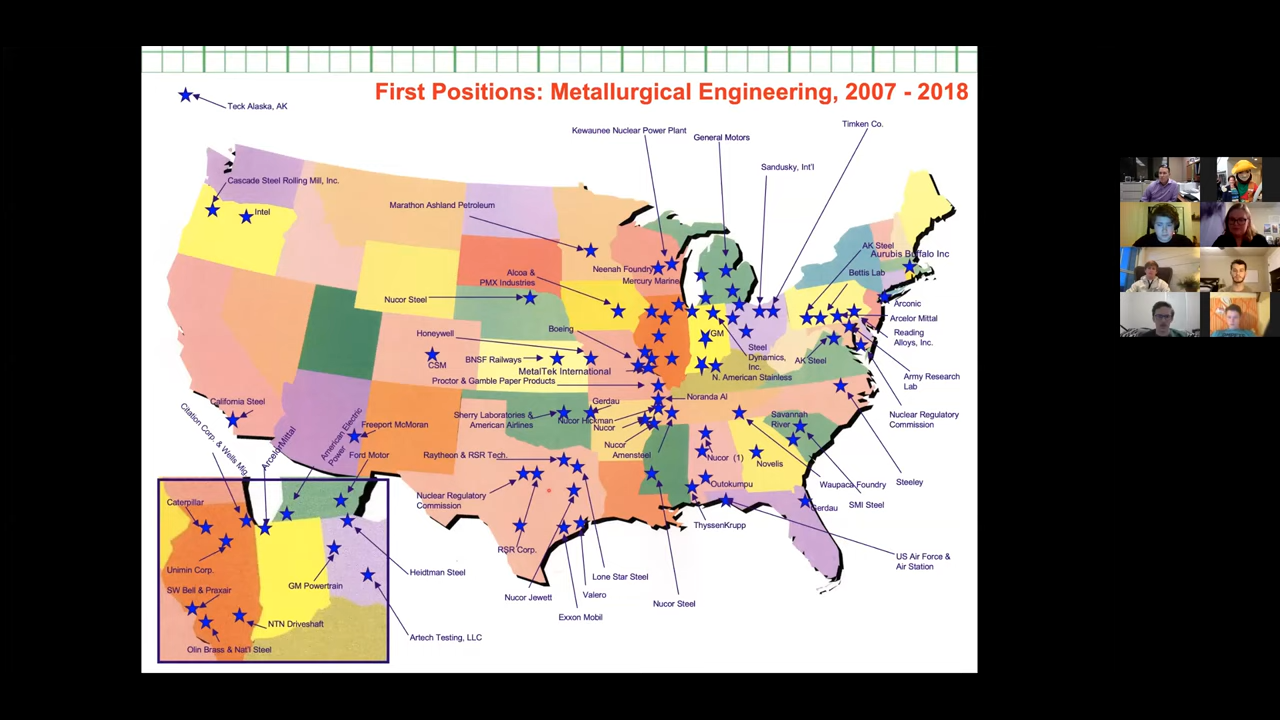 First Positions: Metallurgical Engineering, 2007 - 2018
Teck Alaska, AK
Kewaunee Nuclear Power Plant
General Motors
Timken Co.
Sandusky, Int'l
Cascade Steel Rolling Mill, Inc.
Intel
Marathon Ashland Petroleum
AK Steel
Aurubis Buffalo Inc
Neenah Foundry
Mercury Marine
Bettis Lab
Alcoa &
PMX Industries
Nucor Steel
Arconic
Arcelor Mittal
Honeywell
Boeing
GM
Reading
Alloys, Inc.
Steel
Dynamics,
Inc.
AK Steel
BNSF Railways
CSM
MetalTek International
N. American Stainless
Army Research
Lab
Proctor & Gamble Paper Products
Noranda Al
California Steel
Gerdau
Sherry Laboratories &
American Airlines
Nucor Hickman
Nucor
Savannah
River
Nuclear Regulatory
Commission
Citation Corp. & Wells Mfg
ArcelorMittal
American Electric
Power
Freeport McMoran
Ford Motor
Raytheon & RSR Tech.
Nucor
Amensteel
Nucor (1)
Novelis
Steeley
Waupaca Foundry
SMI Steel
Nuclear Regulatory
Commission
Outokumpu
Gerdau
ThyssenKrupp
Caterpillar
RSR Corp.
US Air Force &
Air Station
Unimin Corp.
GM Powertrain
Heidtman Steel
Lone Star Steel
SW Bell & Praxair
Nucor Jewett
Valero
Nucor Steel
Exxon Mobil
NTN Driveshaft
Artech Testing, LLC
Olin Brass & Nat'l Steel